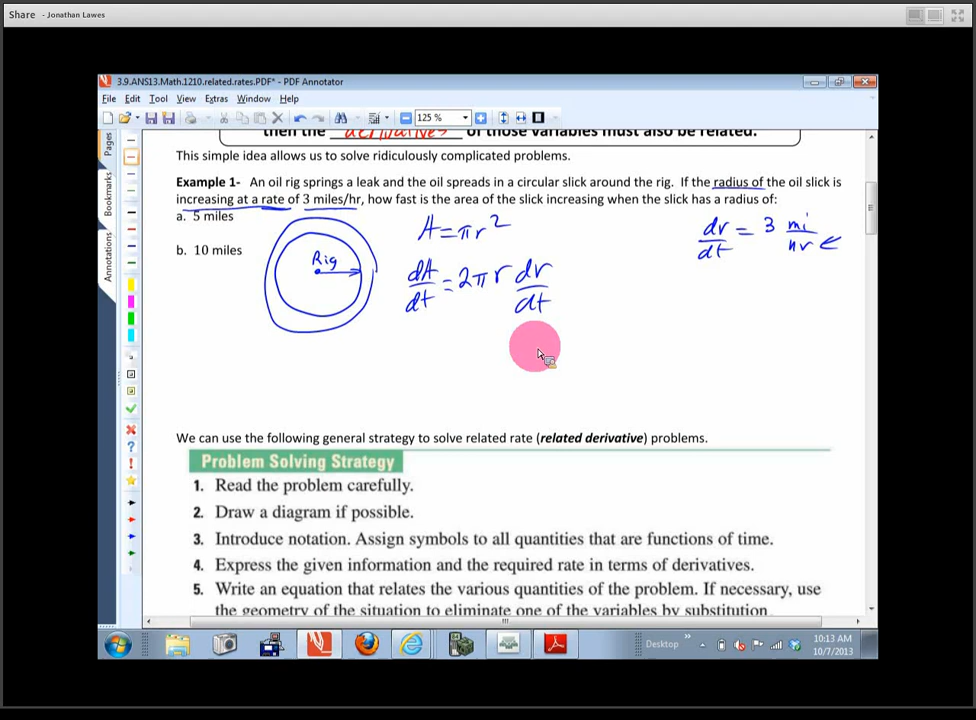 Share - Jonathan Lawes
3.9.ANS13.Math.1210.related.rates.PDF* - PDF Annotator
File Edit Tool View Extras Window Help
125 %
Pages
Bookmarks
Annotations
then the derivatives of those variables must also be related.
This simple idea allows us to solve ridiculously complicated problems.
Example 1- An oil rig springs a leak and the oil spreads in a circular slick around the rig. If the radius of the oil slick is
increasing at a rate of 3 miles/hr, how fast is the area of the slick increasing when the slick has a radius of:
a. 5 miles
b. 10 miles
Rig
A=πr²
dA/dt = 2πr dr/dt
dr/dt = 3 mi/hr
We can use the following general strategy to solve related rate (related derivative) problems.
Problem Solving Strategy
1. Read the problem carefully.
2. Draw a diagram if possible.
3. Introduce notation. Assign symbols to all quantities that are functions of time.
4. Express the given information and the required rate in terms of derivatives.
5. Write an equation that relates the various quantities of the problem. If necessary, use
the geometry of the situation to eliminate one of the variables by substitution
Desktop
10:13 AM
10/7/2013